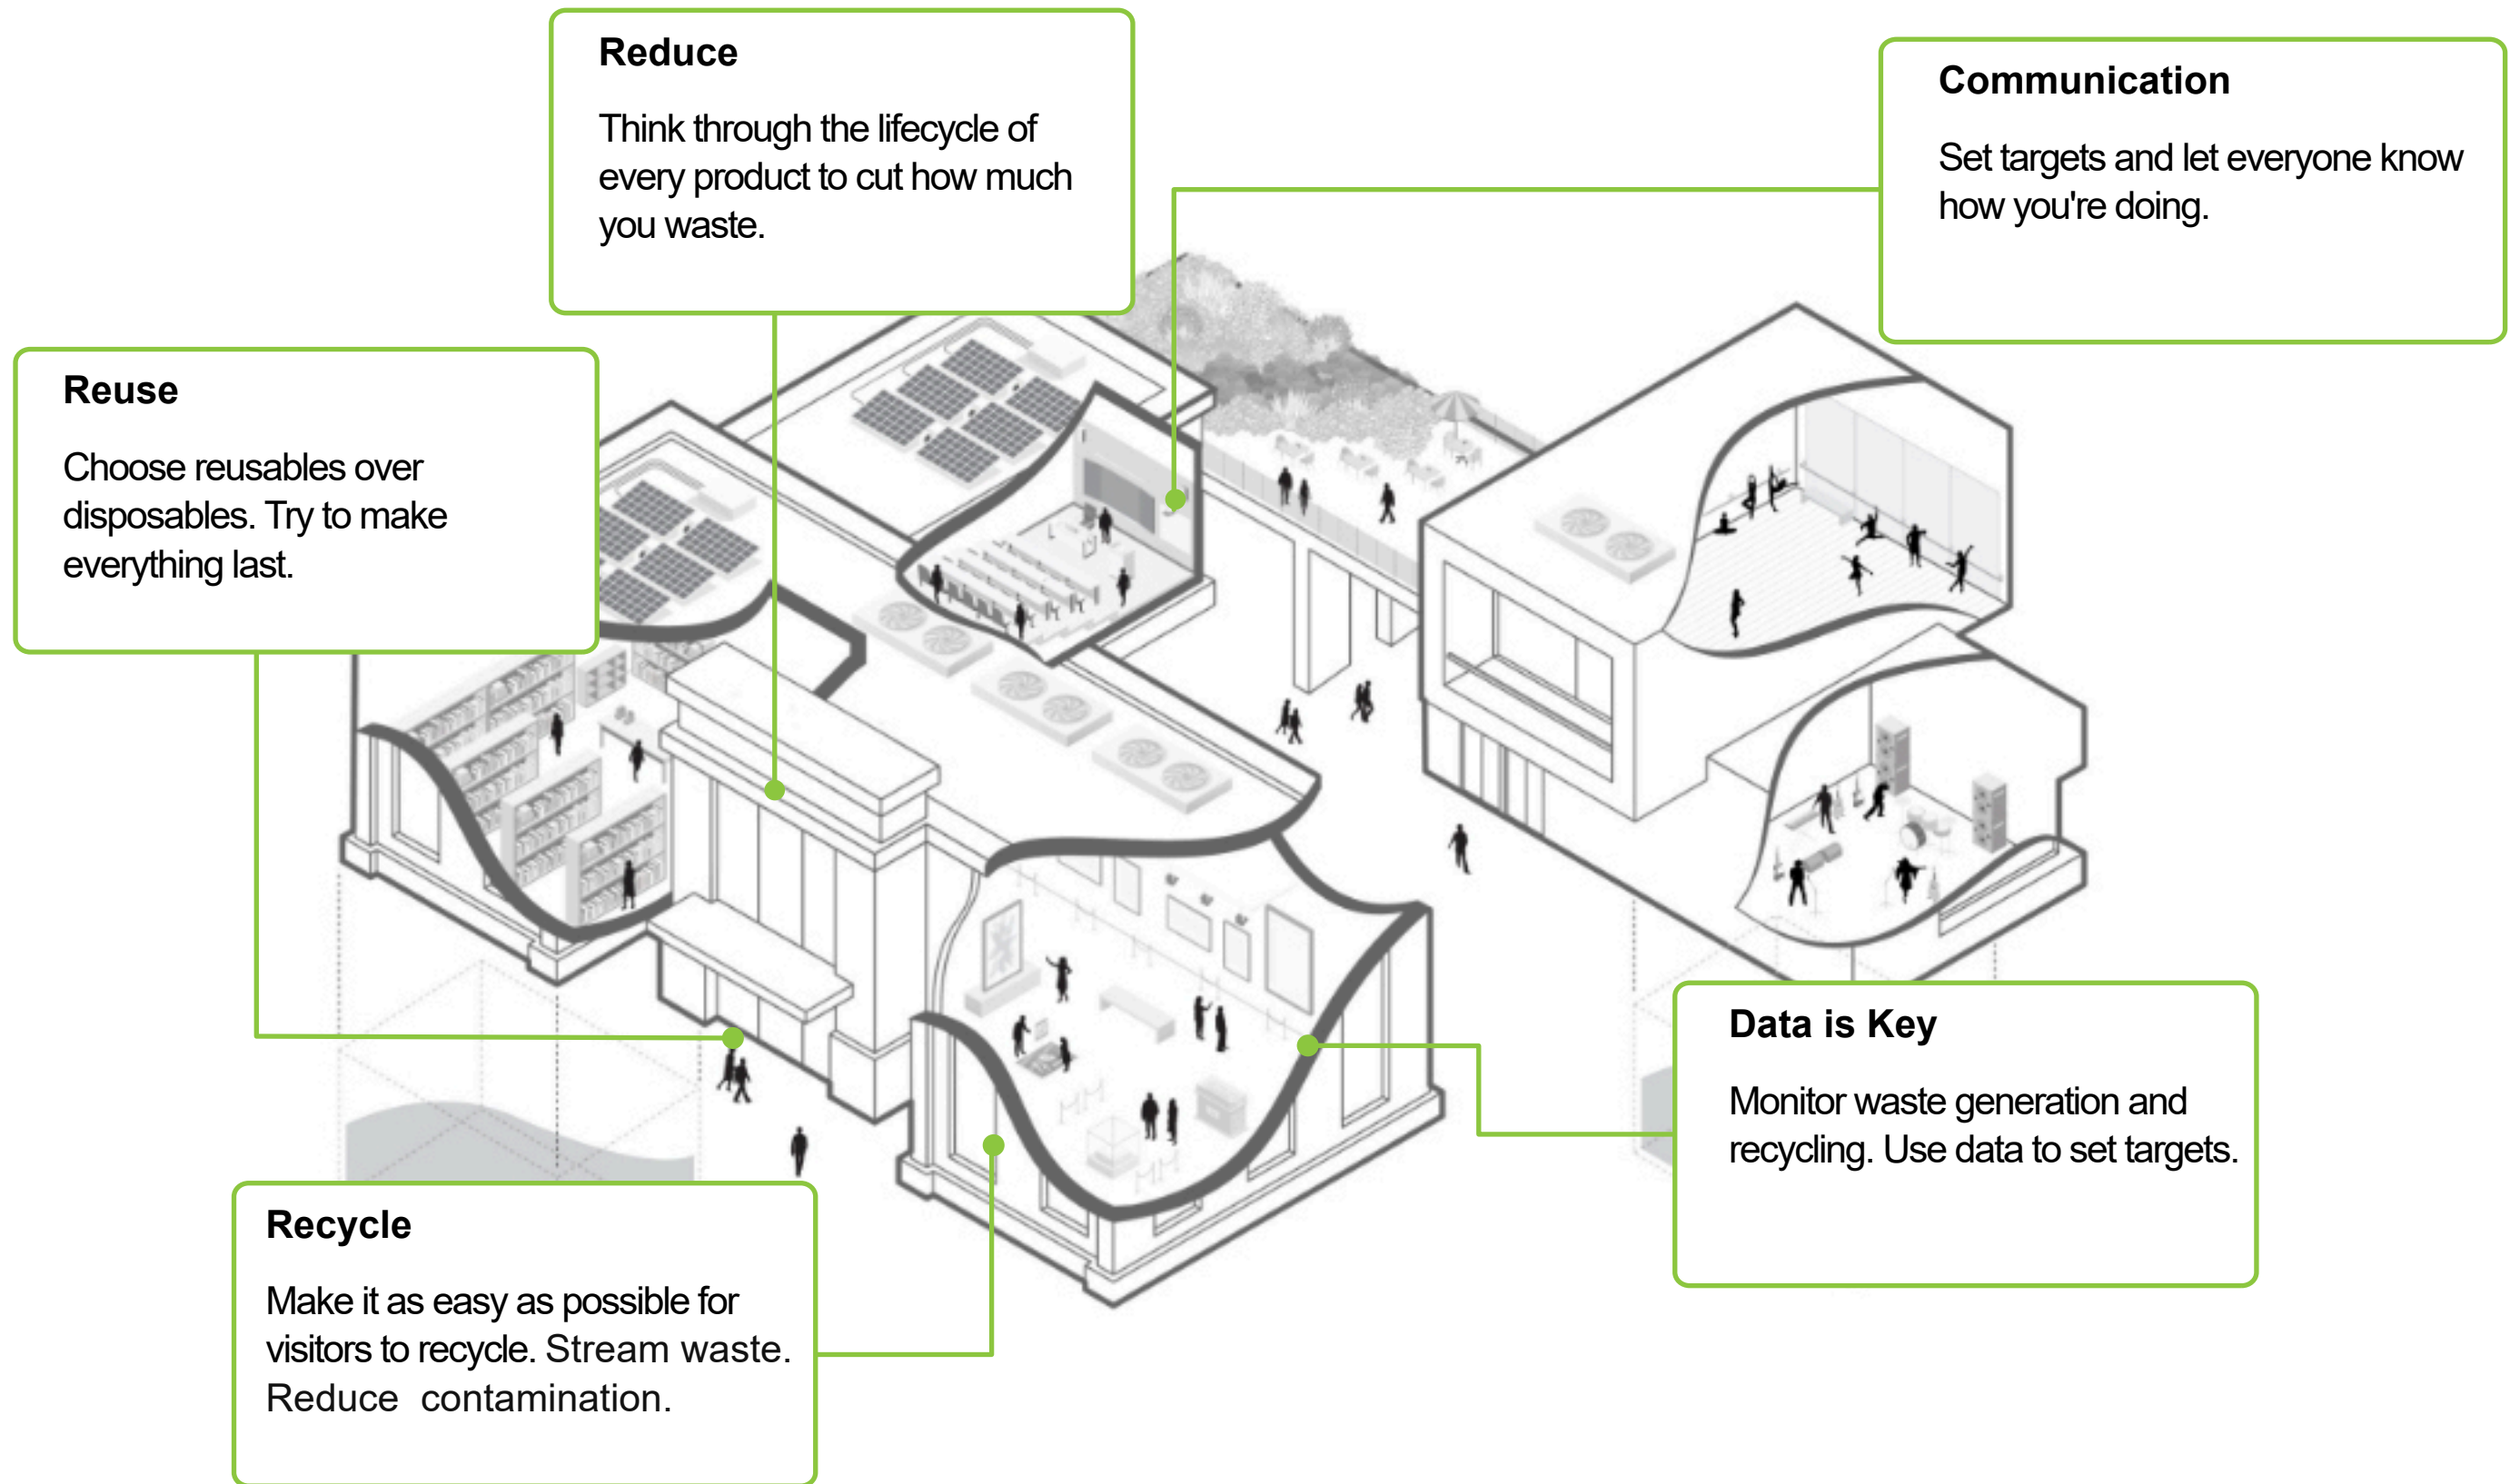 Reduce
Think through the lifecycle of
every product to cut how much
you waste.
Communication
Set targets and let everyone know
how you're doing.
Reuse
Choose reusables over
disposables. Try to make
everything last.
Data is Key
Monitor waste generation and
recycling. Use data to set targets.
Recycle
Make it as easy as possible for
visitors to recycle. Stream waste.
Reduce contamination.